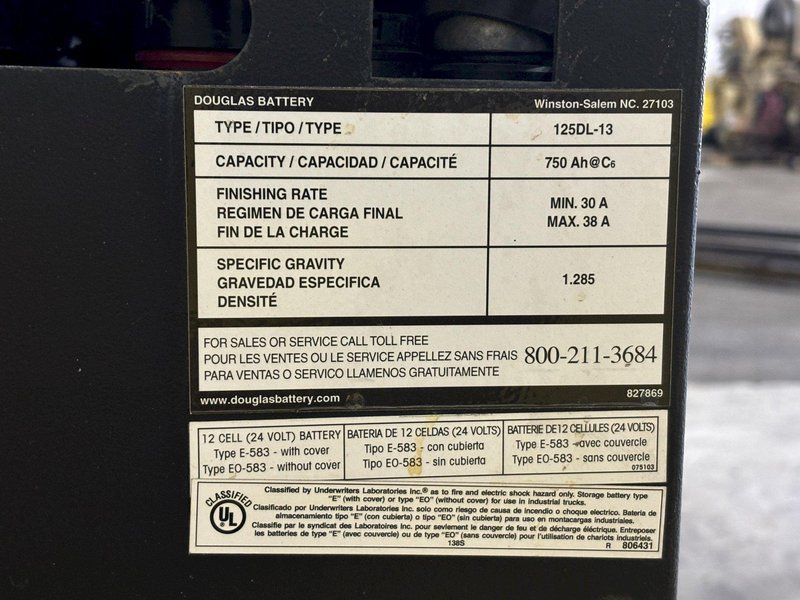 DOUGLAS BATTERY Winston-Salem NC. 27103
TYPE / TIPO / TYPE 125DL-13
CAPACITY / CAPACIDAD / CAPACITÉ 750 Ah@C6
FINISHING RATE
REGIMEN DE CARGA FINAL
FIN DE LA CHARGE
MIN. 30 A
MAX. 38 A
SPECIFIC GRAVITY
GRAVEDAD ESPECIFICA
DENSITÉ
1.285
FOR SALES OR SERVICE CALL TOLL FREE
POUR LES VENTES OU LE SERVICE APPELLEZ SANS FRAIS
PARA VENTAS O SERVICO LLAMENOS GRATUITAMENTE
800-211-3684
www.douglasbattery.com 827869
12 CELL (24 VOLT) BATTERY
Type E-583 - with cover
Type EO-583 - without cover
BATERIA DE 12 CELDAS (24 VOLTS)
Tipo E-583 - con cubierta
Tipo EO-583 - sin cubierta
BATTERIE DE 12 CELLULES (24 VOLTS)
Type E-583 - avec couvercle
Type EO-583 - sans couvercle
075103
CLASSIFIED
UL
Classified by Underwriters Laboratories Inc.® as to fire and electric shock hazard only. Storage battery type
"E" (with cover) or type "EO" (without cover) for use in industrial trucks.
Clasificado por Underwriters Laboratories Inc. solo como riesgo de causa de incendio o choque electrico. Bateria de
almacenamiento tipo "E" (con cubierta) o tipo "EO" (sin cubierta) para uso en montacargas industriales.
Classifie par le syndicat des Laboratoires Inc. pour sevlement le danger de feu et de décharge éléctrique. Entreposer
les batteries de type "E" (avec couvercle) ou de type "EO" (sans couvercle) pour l'utilisation de chariots industriels.
138S R 806431